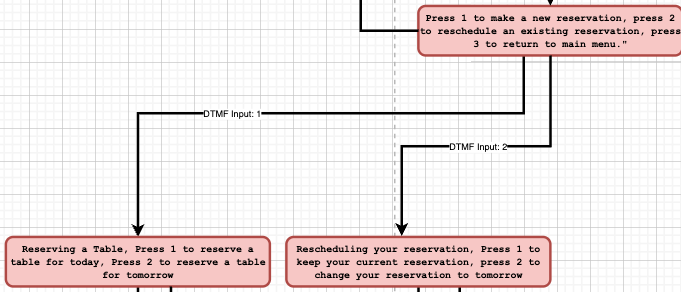 Press 1 to make a new reservation, press 2
to reschedule an existing reservation, press
3 to return to main menu."
DTMF Input: 1
DTMF Input: 2
Reserving a Table, Press 1 to reserve a
table for today, Press 2 to reserve a table
for tomorrow
Rescheduling your reservation, Press 1 to
keep your current reservation, press 2 to
change your reservation to tomorrow